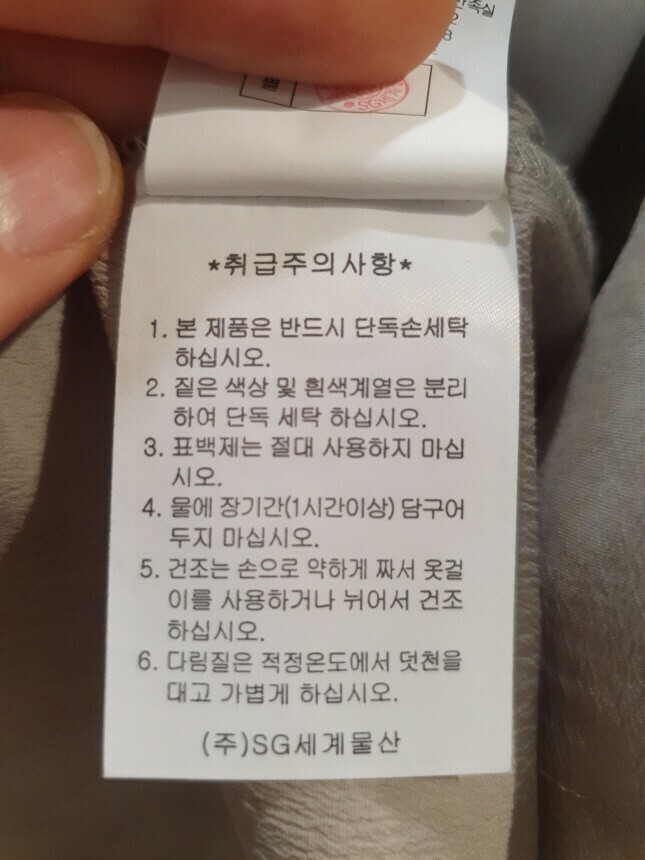 SG
*취급주의사항*
1. 본 제품은 반드시 단독손세탁
하십시오.
2. 짙은 색상 및 흰색계열은 분리
하여 단독 세탁 하십시오.
3. 표백제는 절대 사용하지 마십
시오.
4. 물에 장기간(1시간이상) 담구어
두지 마십시오.
5. 건조는 손으로 약하게 짜서 옷걸
이를 사용하거나 뉘어서 건조
하십시오.
6. 다림질은 적정온도에서 덧천을
대고 가볍게 하십시오.
(주)SG세계물산